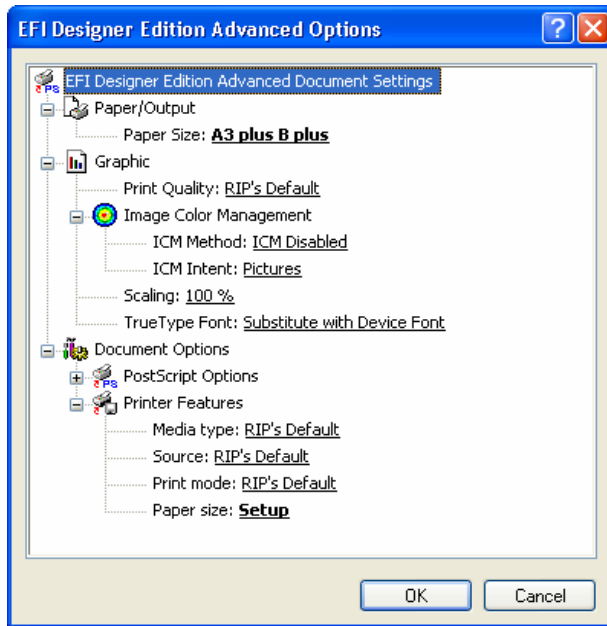 EFI Designer Edition Advanced Options
EFI Designer Edition Advanced Document Settings
Paper/Output
Paper Size: A3 plus B plus
Graphic
Print Quality: RIP's Default
Image Color Management
ICM Method: ICM Disabled
ICM Intent: Pictures
Scaling: 100 %
TrueType Font: Substitute with Device Font
Document Options
PS PostScript Options
Printer Features
Media type: RIP's Default
Source: RIP's Default
Print mode: RIP's Default
Paper size: Setup
OK Cancel